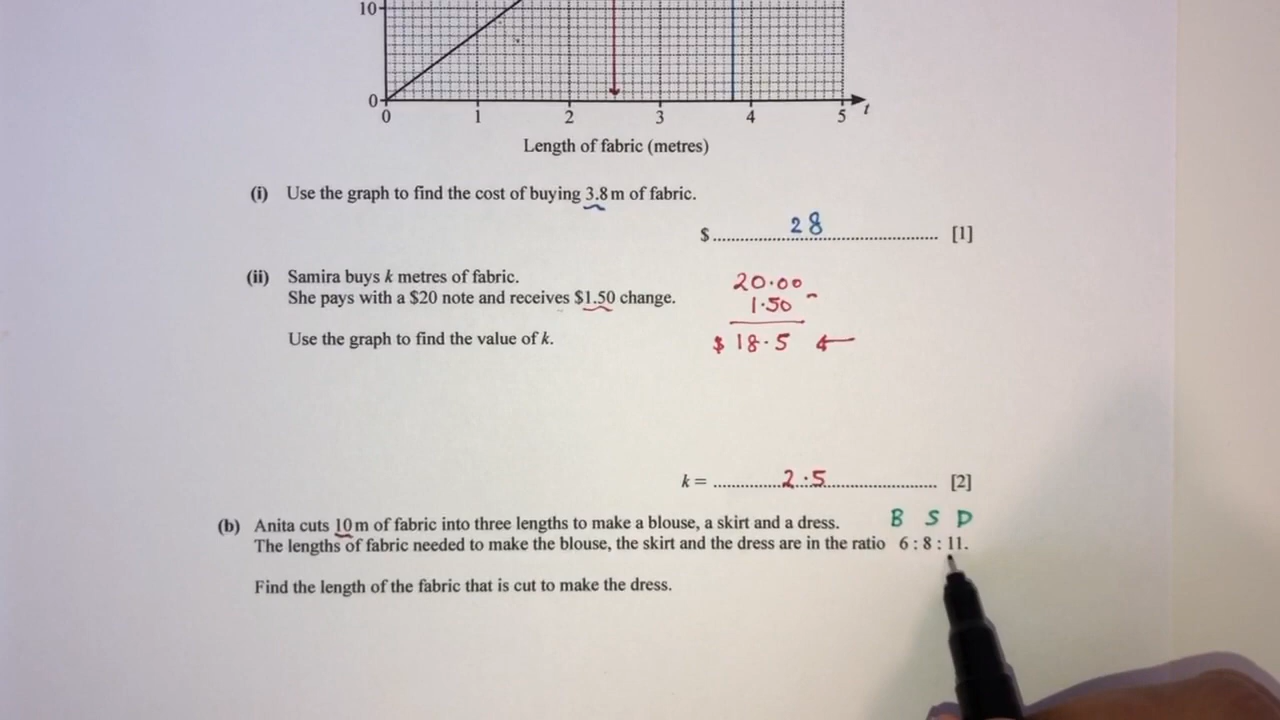 10
0
0 1 2 3 4 5 t
Length of fabric (metres)
(i) Use the graph to find the cost of buying 3.8 m of fabric.
$ 28 [1]
(ii) Samira buys k metres of fabric.
She pays with a $20 note and receives $1.50 change.
20.00
1.50 -
$ 18.5 ←
Use the graph to find the value of k.
k = 2.5 [2]
B S D
(b) Anita cuts 10 m of fabric into three lengths to make a blouse, a skirt and a dress.
The lengths of fabric needed to make the blouse, the skirt and the dress are in the ratio 6 : 8 : 11.
Find the length of the fabric that is cut to make the dress.